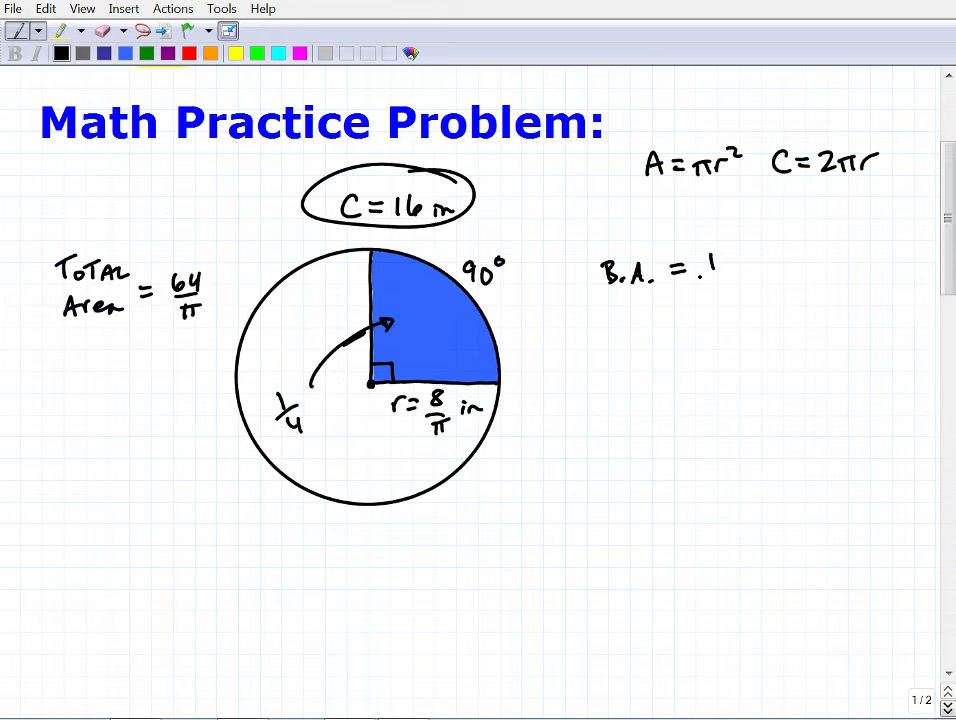 File Edit View Insert Actions Tools Help
B I
Math Practice Problem:
A = πr² C = 2πr
C = 16 in
TOTAL Area = 64/π
90°
B.A. = .1
r = 8/π in
1/4
1 / 2